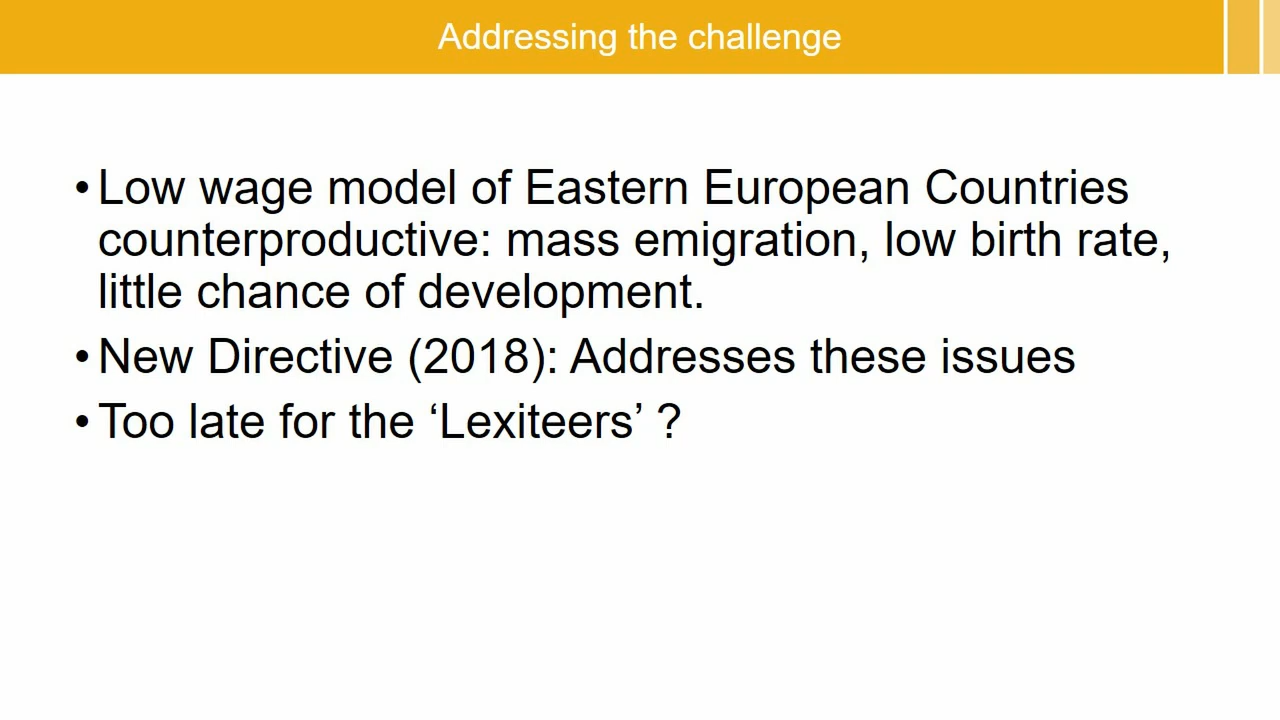 Addressing the challenge
•Low wage model of Eastern European Countries
counterproductive: mass emigration, low birth rate,
little chance of development.
•New Directive (2018): Addresses these issues
•Too late for the ‘Lexiteers’ ?